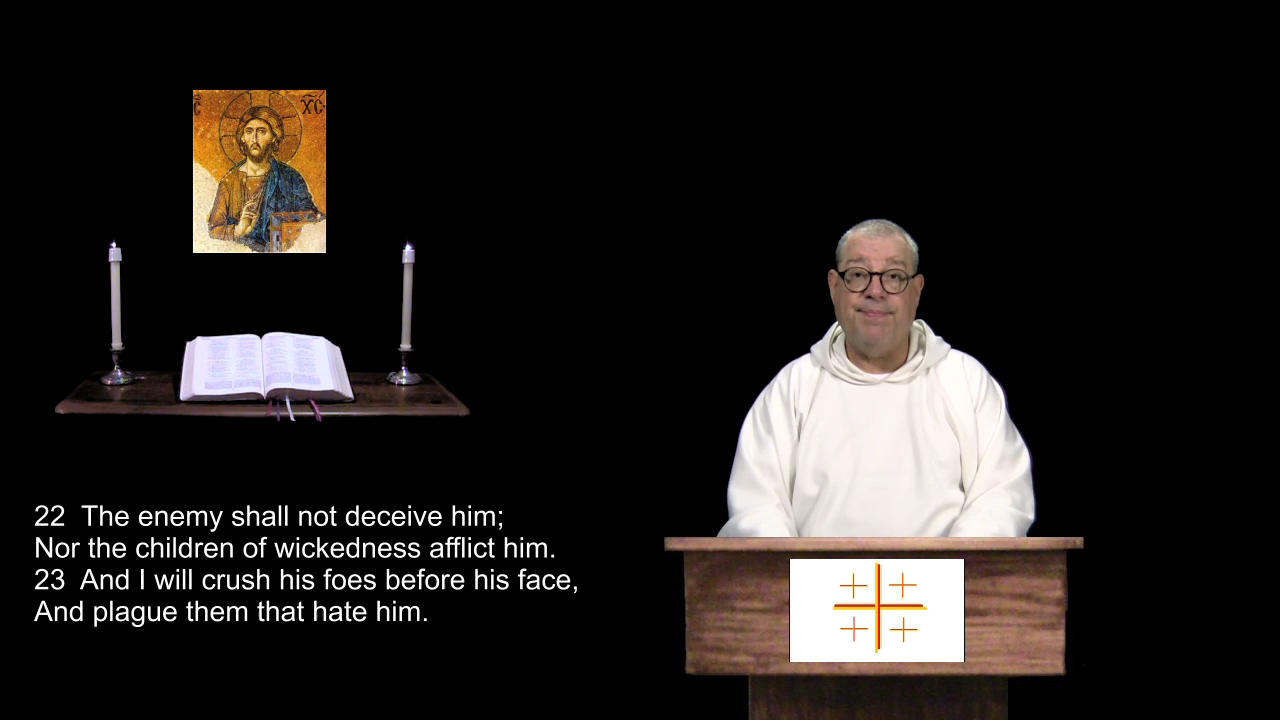 C
XC
22 The enemy shall not deceive him;
Nor the children of wickedness afflict him.
23 And I will crush his foes before his face,
And plague them that hate him.